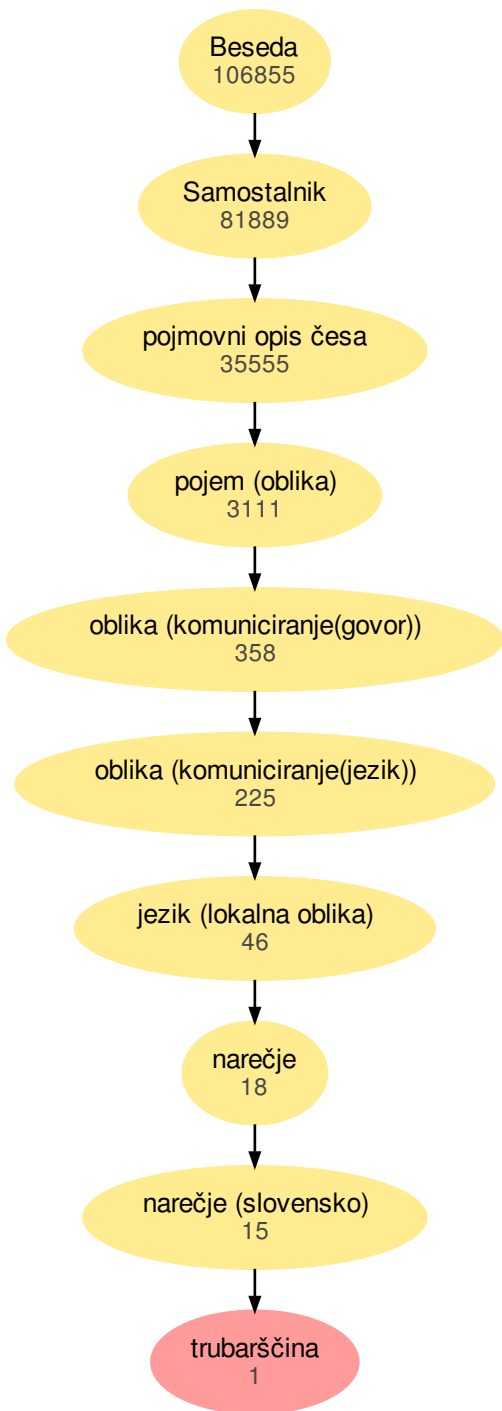 Beseda
106855
Samostalnik
81889
pojmovni opis česa
35555
pojem (oblika)
3111
oblika (komuniciranje(govor))
358
oblika (komuniciranje(jezik))
225
jezik (lokalna oblika)
46
narečje
18
narečje (slovensko)
15
trubarščina
1